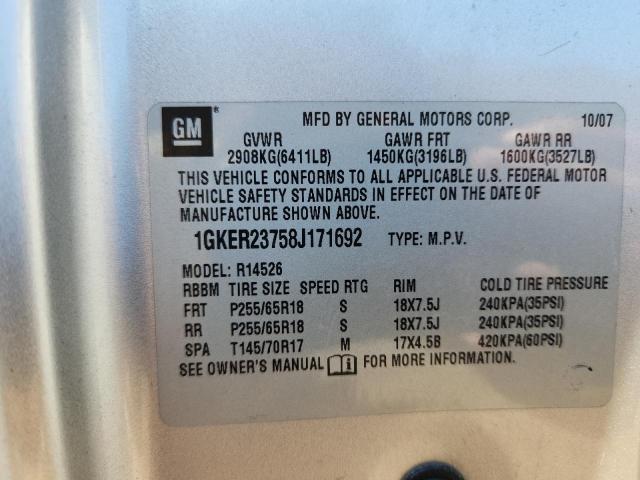 GM MFD BY GENERAL MOTORS CORP. 10/07
GVWR GAWR FRT GAWR RR
2908KG(6411LB) 1450KG(3196LB) 1600KG(3527LB)
THIS VEHICLE CONFORMS TO ALL APPLICABLE U.S. FEDERAL MOTOR
VEHICLE SAFETY STANDARDS IN EFFECT ON THE DATE OF
MANUFACTURE SHOWN ABOVE.
1GKER23758J171692 TYPE: M.P.V.
MODEL: R14526
RBBM TIRE SIZE SPEED RTG RIM COLD TIRE PRESSURE
FRT P255/65R18 S 18X7.5J 240KPA(35PSI)
RR P255/65R18 S 18X7.5J 240KPA(35PSI)
SPA T145/70R17 M 17X4.5B 420KPA(60PSI)
SEE OWNER'S MANUAL FOR MORE INFORMATION.